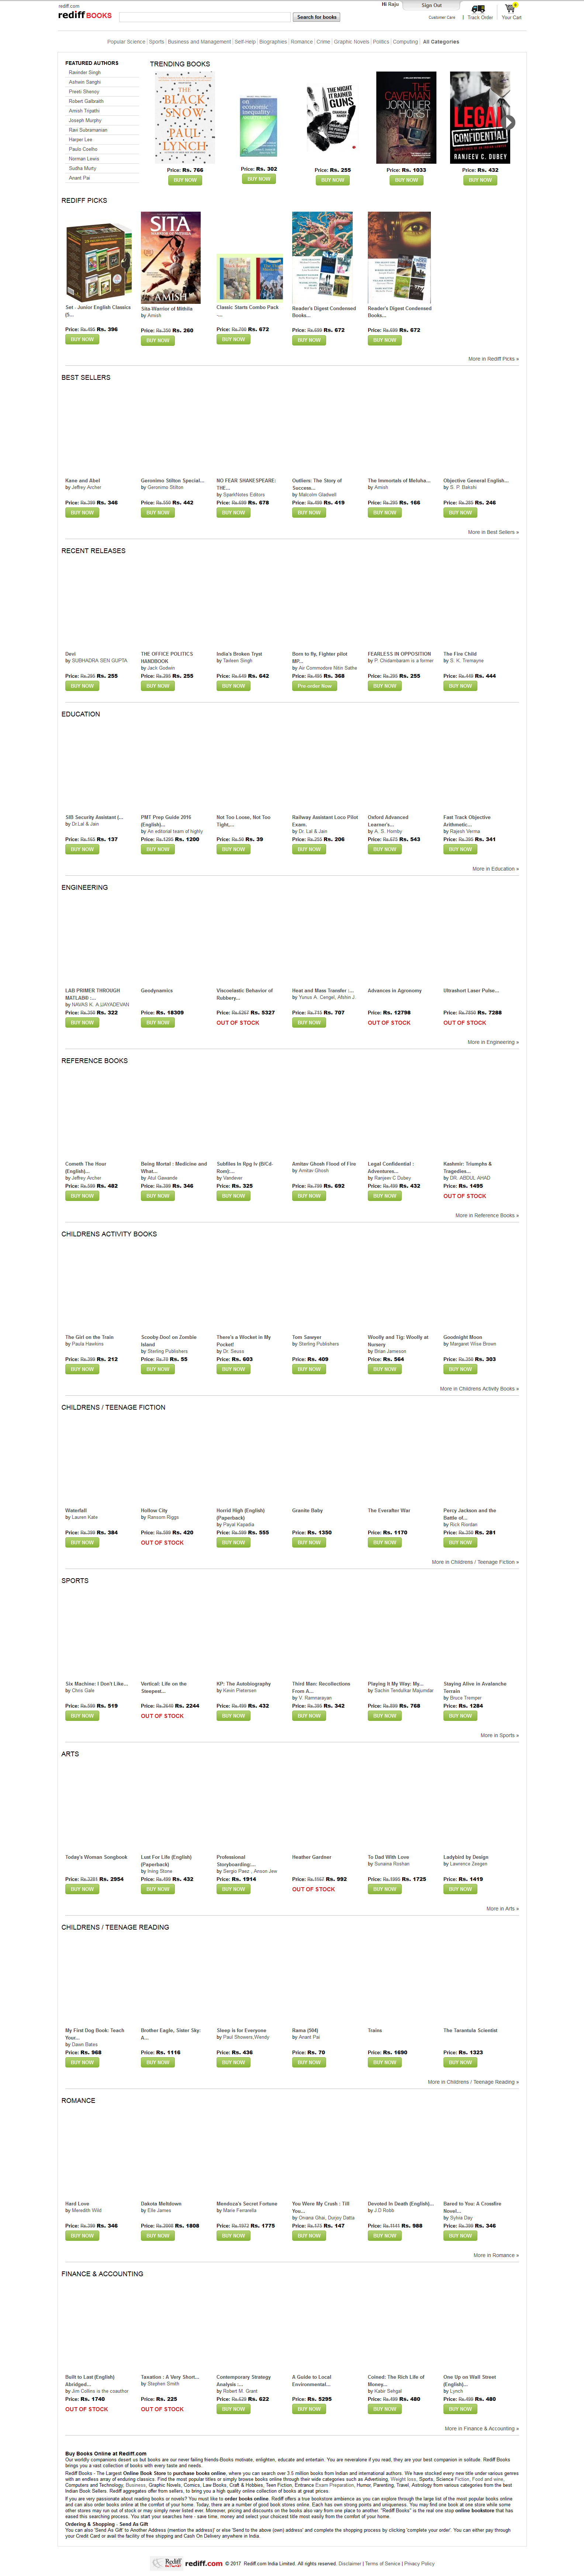 rediff.com
rediff BOOKS
Search for books
Hi Raju
Sign Out
Customer Care
Track Order
Your Cart
Popular Science
Sports
Business and Management
Self-Help
Biographies
Romance
Crime
Graphic Novels
Politics
Computing
All Categories
FEATURED AUTHORS
Ravinder Singh
Ashwin Sanghi
Preeti Shenoy
Robert Galbraith
Amish Tripathi
Joseph Murphy
Ravi Subramanian
Harper Lee
Paulo Coelho
Norman Lewis
Sudha Murty
Anant Pai
TRENDING BOOKS
THE BLACK SNOW
PAUL LYNCH
Price: Rs. 766
BUY NOW
on economic inequality
Price: Rs. 302
BUY NOW
THE NIGHT IT RAINED GUNS
Price: Rs. 255
BUY NOW
THE CAVEMAN
JORN LIER HORST
Price: Rs. 1033
BUY NOW
LEGAL CONFIDENTIAL
RANJEEV C. DUBEY
Price: Rs. 432
BUY NOW
REDIFF PICKS
Set - Junior English Classics (5...
Price: Rs.495 Rs. 396
BUY NOW
SITA
AMISH
Sita-Warrior of Mithila
by Amish
Price: Rs.350 Rs. 260
BUY NOW
Classic Starts Combo Pack -...
Price: Rs.798 Rs. 672
BUY NOW
Reader's Digest Condensed Books...
Price: Rs.699 Rs. 672
BUY NOW
Reader's Digest Condensed Books...
Price: Rs.699 Rs. 672
BUY NOW
More in Rediff Picks »
BEST SELLERS
Kane and Abel
by Jeffrey Archer
Price: Rs.399 Rs. 346
BUY NOW
Geronimo Stilton Special...
by Geronimo Stilton
Price: Rs.550 Rs. 442
BUY NOW
NO FEAR SHAKESPEARE: THE...
by SparkNotes Editors
Price: Rs.699 Rs. 678
BUY NOW
Outliers: The Story of Success...
by Malcolm Gladwell
Price: Rs.499 Rs. 419
BUY NOW
The Immortals of Meluha...
by Amish
Price: Rs.295 Rs. 166
BUY NOW
Objective General English...
by S. P. Bakshi
Price: Rs.285 Rs. 246
BUY NOW
More in Best Sellers »
RECENT RELEASES
Devi
by SUBHADRA SEN GUPTA
Price: Rs.295 Rs. 255
BUY NOW
THE OFFICE POLITICS HANDBOOK
by Jack Godwin
Price: Rs.295 Rs. 255
BUY NOW
India's Broken Tryst
by Tavleen Singh
Price: Rs.649 Rs. 642
BUY NOW
Born to fly, Fighter pilot MP...
by Air Commodore Nitin Sathe
Price: Rs.495 Rs. 368
Pre-order Now
FEARLESS IN OPPOSITION
by P. Chidambaram is a former
Price: Rs.295 Rs. 255
BUY NOW
The Fire Child
by S. K. Tremayne
Price: Rs.449 Rs. 444
BUY NOW
EDUCATION
SIB Security Assistant (...
by Dr.Lal & Jain
Price: Rs.165 Rs. 137
BUY NOW
PMT Prep Guide 2016 (English)...
by An editorial team of highly
Price: Rs.1250 Rs. 1200
BUY NOW
Not Too Loose, Not Too Tight,...
Price: Rs.50 Rs. 39
BUY NOW
Railway Assistant Loco Pilot Exam.
by Dr. Lal & Jain
Price: Rs.255 Rs. 206
BUY NOW
Oxford Advanced Learner's...
by A. S. Hornby
Price: Rs.675 Rs. 543
BUY NOW
Fast Track Objective Arithmetic...
by Rajesh Verma
Price: Rs.395 Rs. 341
BUY NOW
More in Education »
ENGINEERING
LAB PRIMER THROUGH MATLAB® :...
by NAVAS K. A IJAYADEVAN
Price: Rs.350 Rs. 322
BUY NOW
Geodynamics
Price: Rs. 18309
BUY NOW
Viscoelastic Behavior of Rubbery...
Price: Rs.6267 Rs. 5327
OUT OF STOCK
Heat and Mass Transfer :...
by Yunus A. Cengel, Afshin J.
Price: Rs.715 Rs. 707
BUY NOW
Advances in Agronomy
Price: Rs. 12798
OUT OF STOCK
Ultrashort Laser Pulse...
Price: Rs.7850 Rs. 7288
OUT OF STOCK
More in Engineering »
REFERENCE BOOKS
Cometh The Hour (English)...
by Jeffrey Archer
Price: Rs.599 Rs. 482
BUY NOW
Being Mortal : Medicine and What...
by Atul Gawande
Price: Rs.399 Rs. 346
BUY NOW
Subfiles In Rpg Iv (B/Cd-Rom):...
by Vandever
Price: Rs. 325
BUY NOW
Amitav Ghosh Flood of Fire
by Amitav Ghosh
Price: Rs.799 Rs. 692
BUY NOW
Legal Confidential : Adventures...
by Ranjeev C Dubey
Price: Rs.499 Rs. 432
BUY NOW
Kashmir: Triumphs & Tragedies...
by DR. ABDUL AHAD
Price: Rs. 1495
OUT OF STOCK
More in Reference Books »
CHILDRENS ACTIVITY BOOKS
The Girl on the Train
by Paula Hawkins
Price: Rs.399 Rs. 212
BUY NOW
Scooby Doo! on Zombie Island
by Sterling Publishers
Price: Rs.75 Rs. 55
BUY NOW
There's a Wocket in My Pocket!
by Dr. Seuss
Price: Rs. 603
BUY NOW
Tom Sawyer
by Sterling Publishers
Price: Rs. 409
BUY NOW
Woolly and Tig: Woolly at Nursery
by Brian Jameson
Price: Rs. 564
BUY NOW
Goodnight Moon
by Margaret Wise Brown
Price: Rs.350 Rs. 303
BUY NOW
More in Childrens Activity Books »
CHILDRENS / TEENAGE FICTION
Waterfall
by Lauren Kate
Price: Rs.399 Rs. 384
BUY NOW
Hollow City
by Ransom Riggs
Price: Rs.599 Rs. 420
OUT OF STOCK
Horrid High (English) (Paperback)
by Payal Kapadia
Price: Rs.599 Rs. 555
BUY NOW
Granite Baby
Price: Rs. 1350
BUY NOW
The Everafter War
Price: Rs. 1170
BUY NOW
Percy Jackson and the Battle of...
by Rick Riordan
Price: Rs.350 Rs. 281
BUY NOW
More in Childrens / Teenage Fiction »
SPORTS
Six Machine: I Don't Like...
by Chris Gale
Price: Rs.599 Rs. 519
BUY NOW
Vertical: Life on the Steepest...
Price: Rs.2640 Rs. 2244
OUT OF STOCK
KP: The Autobiography
by Kevin Pietersen
Price: Rs.499 Rs. 432
BUY NOW
Third Man: Recollections From A...
by V. Ramnarayan
Price: Rs.395 Rs. 342
BUY NOW
Playing It My Way: My...
by Sachin Tendulkar Majumdar
Price: Rs.899 Rs. 768
BUY NOW
Staying Alive in Avalanche Terrain
by Bruce Tremper
Price: Rs. 1284
BUY NOW
More in Sports »
ARTS
Today's Woman Songbook
Price: Rs.3281 Rs. 2954
BUY NOW
Lust For Life (English) (Paperback)
by Irving Stone
Price: Rs.499 Rs. 432
BUY NOW
Professional Storyboarding:...
by Sergio Paez , Anson Jew
Price: Rs. 1914
BUY NOW
Heather Gardner
Price: Rs.1167 Rs. 992
OUT OF STOCK
To Dad With Love
by Sunaina Roshan
Price: Rs.1995 Rs. 1725
BUY NOW
Ladybird by Design
by Lawrence Zeegen
Price: Rs. 1419
BUY NOW
More in Arts »
CHILDRENS / TEENAGE READING
My First Dog Book: Teach Your...
by Dawn Bates
Price: Rs. 968
BUY NOW
Brother Eagle, Sister Sky: A...
Price: Rs. 1116
BUY NOW
Sleep is for Everyone
by Paul Showers,Wendy
Price: Rs. 436
BUY NOW
Rama (504)
by Anant Pai
Price: Rs. 70
BUY NOW
Trains
Price: Rs. 1690
BUY NOW
The Tarantula Scientist
Price: Rs. 1323
BUY NOW
More in Childrens / Teenage Reading »
ROMANCE
Hard Love
by Meredith Wild
Price: Rs.399 Rs. 346
BUY NOW
Dakota Meltdown
by Elle James
Price: Rs.2008 Rs. 1808
BUY NOW
Mendoza's Secret Fortune
by Marie Ferrarella
Price: Rs.1972 Rs. 1775
BUY NOW
You Were My Crush : Till You...
by Orvana Ghai, Durjoy Datta
Price: Rs.175 Rs. 147
BUY NOW
Devoted In Death (English)...
by J.D Robb
Price: Rs.1141 Rs. 988
BUY NOW
Bared to You: A Crossfire Novel...
by Sylvia Day
Price: Rs.399 Rs. 346
BUY NOW
More in Romance »
FINANCE & ACCOUNTING
Built to Last (English) Abridged...
by Jim Collins is the coauthor
Price: Rs. 1740
OUT OF STOCK
Taxation : A Very Short...
by Stephen Smith
Price: Rs. 225
OUT OF STOCK
Contemporary Strategy Analysis :...
by Robert M. Grant
Price: Rs.629 Rs. 622
BUY NOW
A Guide to Local Environmental...
Price: Rs. 5295
BUY NOW
Coined: The Rich Life of Money...
by Kabir Sehgal
Price: Rs.499 Rs. 480
BUY NOW
One Up on Wall Street (English)...
by Lynch
Price: Rs.499 Rs. 480
BUY NOW
More in Finance & Accounting »
Buy Books Online at Rediff.com
Our worldly companions desert us but books are our never failing friends-Books motivate, enlighten, educate and entertain. You are neveralone if you read, they are your best companion in solitude. Rediff Books
brings you a vast collection of books with every taste and needs.
Rediff Books - The Largest Online Book Store to purchase books online, where you can search over 3.5 million books from Indian and international authors. We have stocked every new title under various genres
with an endless array of enduring classics. Find the most popular titles or simply browse books online through their wide categories such as Advertising, Weight loss, Sports, Science Fiction, Food and wine,
Computers and Technology, Business, Graphic Novels, Comics, Law Books, Craft & Hobbies, Teen Fiction, Entrance Exam Preparation, Humor, Parenting, Travel, Astrology from various categories from the best
Indian Book Sellers. Rediff aggregates offer from sellers, to bring you a high quality online collection of books at great prices.
If you are very passionate about reading books or novels? You must like to order books online. Rediff offers a true bookstore ambience as you can explore through the large list of the most popular books online
and can also order books online at the comfort of your home. Today, there are a number of good book stores online. Each has own strong points and uniqueness. You may find one book at one store while some
other stores may run out of stock or may simply never listed ever. Moreover, pricing and discounts on the books also vary from one place to another. "Rediff Books" is the real one stop online bookstore that has
eased this searching process. You start your searches here - save time, money and select your choicest title most easily from the comfort of your home.
Ordering & Shopping - Send As Gift
You can also 'Send As Gift' to Another Address (mention the address)' or else 'Send to the above (own) address' and complete the shopping process by clicking 'complete your order'. You can either pay through
your Credit Card or avail the facility of free shipping and Cash On Delivery anywhere in India.
Rediff rediff.com © 2017 Rediff.com India Limited. All rights reserved. Disclaimer | Terms of Service | Privacy Policy